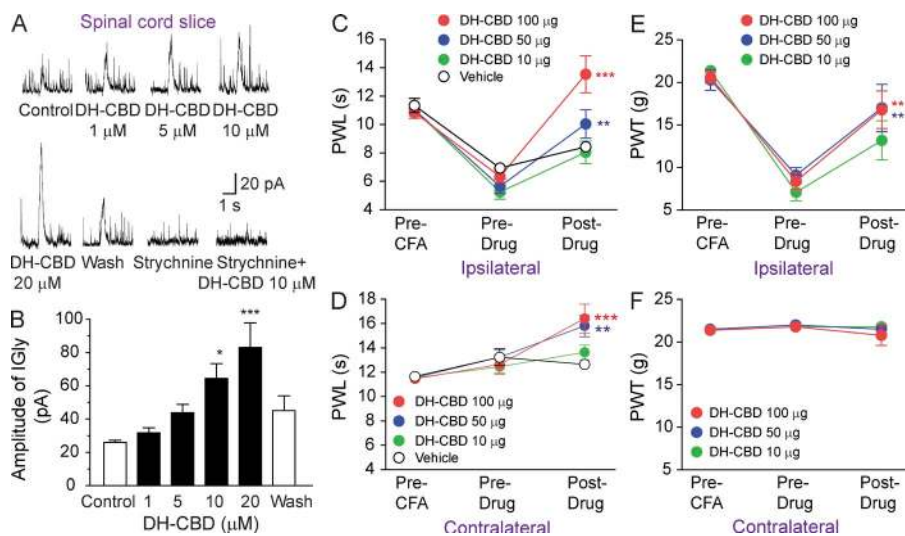 A
Spinal cord slice
Control
DH-CBD
1 μM
DH-CBD
5 μM
DH-CBD
10 μM
20 pA
1 s
DH-CBD
20 μM
Wash
Strychnine
Strychnine+
DH-CBD 10 μM
B
Amplitude of IGly
(pA)
100
80
60
40
20
0
*
***
Control
1
5
10
20
Wash
DH-CBD (μM)
C
DH-CBD 100 μg
DH-CBD 50 μg
DH-CBD 10 μg
Vehicle
PWL (s)
16
14
12
10
8
6
4
***
**
Pre-
CFA
Pre-
Drug
Post-
Drug
Ipsilateral
D
PWL (s)
18
16
14
12
10
8
6
4
***
**
DH-CBD 100 μg
DH-CBD 50 μg
DH-CBD 10 μg
Vehicle
Pre-
CFA
Pre-
Drug
Post-
Drug
Contralateral
E
DH-CBD 100 μg
DH-CBD 50 μg
DH-CBD 10 μg
PWT (g)
25
20
15
10
5
0
**
**
Pre-
CFA
Pre-
Drug
Post-
Drug
Ipsilateral
F
PWT (g)
25
20
15
10
5
0
DH-CBD 100 μg
DH-CBD 50 μg
DH-CBD 10 μg
Pre-
CFA
Pre-
Drug
Post-
Drug
Contralateral